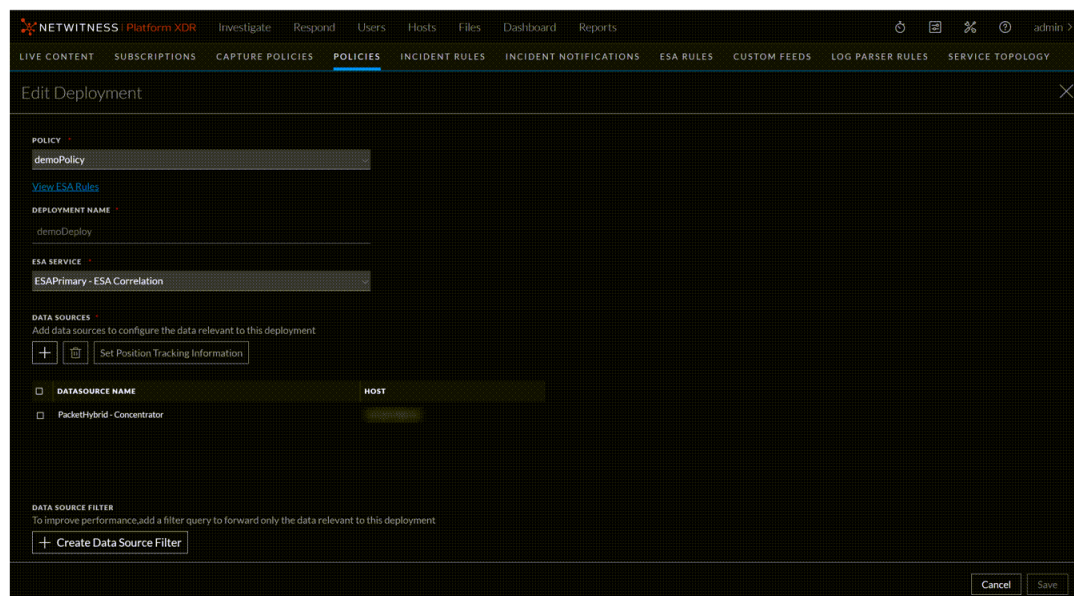 NETWITNESS Platform XDR Investigate Respond Users Hosts Files Dashboard Reports admin >
LIVE CONTENT SUBSCRIPTIONS CAPTURE POLICIES POLICIES INCIDENT RULES INCIDENT NOTIFICATIONS ESA RULES CUSTOM FEEDS LOG PARSER RULES SERVICE TOPOLOGY
Edit Deployment
POLICY *
demoPolicy
View ESA Rules
DEPLOYMENT NAME *
demoDeploy
ESA SERVICE *
ESAPrimary - ESA Correlation
DATA SOURCES *
Add data sources to configure the data relevant to this deployment
Set Position Tracking Information
DATASOURCE NAME HOST
PacketHybrid - Concentrator
DATA SOURCE FILTER
To improve performance,add a filter query to forward only the data relevant to this deployment
+ Create Data Source Filter
Cancel Save